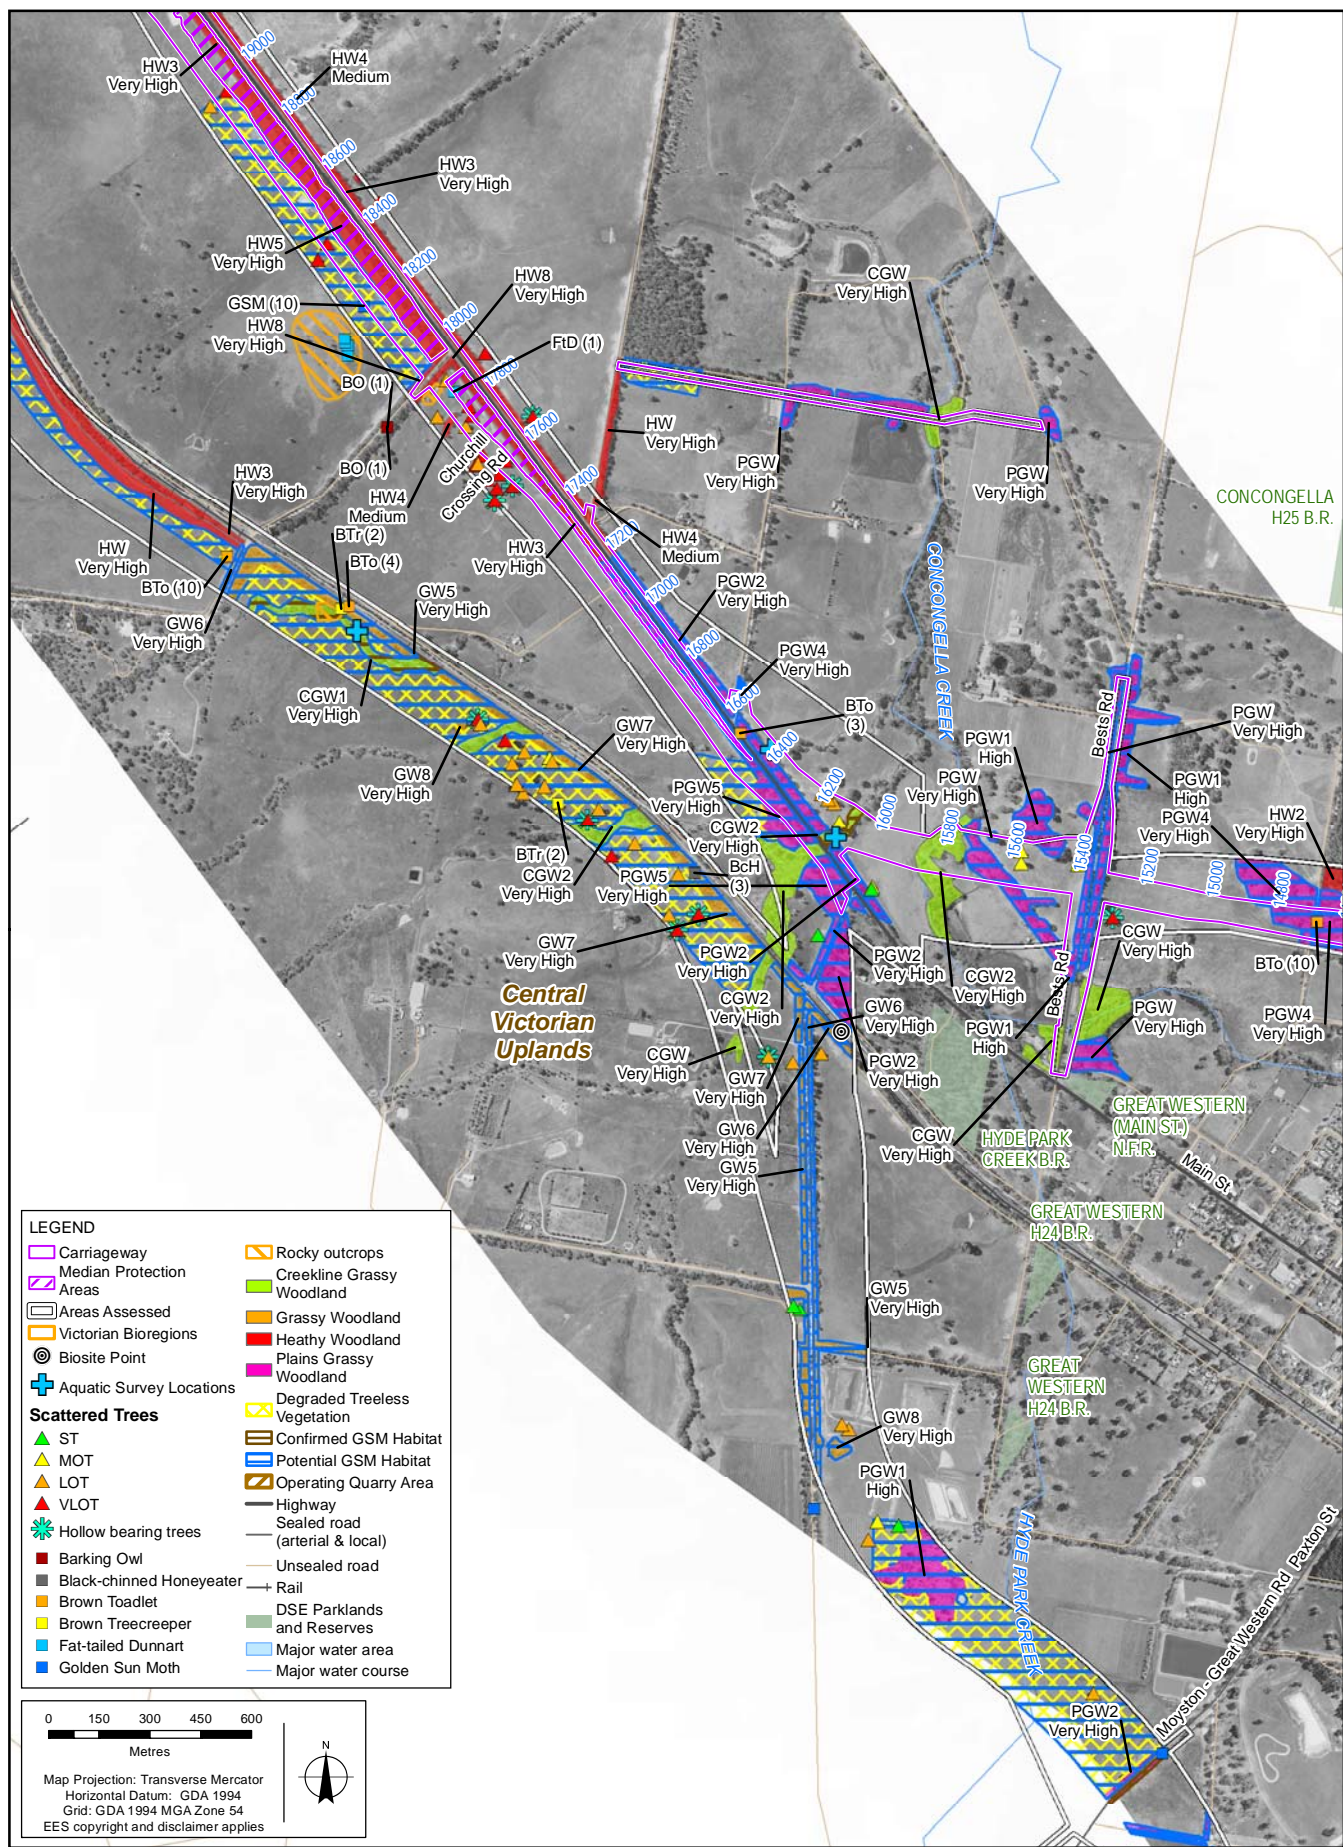 19000
HW3
Very High
HW4
Medium
18800
18600
HW3
Very High
18400
HW5
Very High
18200
HW8
Very High
CGW
Very High
GSM (10)
HW8
Very High
18000
FtD (1)
17800
BO (1)
17600
Churchill
Crossing Rd
HW
Very High
PGW
Very High
PGW
Very High
BO (1)
HW4
Medium
17400
CONCONGELLA
H25 B.R.
HW3
Very High
BTr (2)
BTo (4)
HW3
Very High
17200
HW4
Medium
HW
Very High
BTo (10)
GW6
Very High
GW5
Very High
17000
PGW2
Very High
CONCONGELLA CREEK
16800
PGW4
Very High
CGW1
Very High
16600
BTo
(3)
Bests Rd
PGW
Very High
GW7
Very High
16400
PGW1
High
PGW1
High
GW8
Very High
PGW5
Very High
16200
PGW
Very High
PGW4
Very High
HW2
Very High
CGW2
Very High
16000
15800
15600
15400
15200
15000
14800
BTr (2)
CGW2
Very High
PGW5
Very High
BcH
(3)
GW7
Very High
PGW2
Very High
PGW2
Very High
CGW2
Very High
CGW
Very High
BTo (10)
Bests Rd
Central
Victorian
Uplands
CGW2
Very High
GW6
Very High
PGW1
High
PGW
Very High
PGW4
Very High
CGW
Very High
GW7
Very High
PGW2
Very High
GREAT WESTERN
(MAIN ST.)
N.F.R.
GW6
Very High
CGW
Very High
HYDE PARK
CREEK B.R.
Main St
GW5
Very High
GREAT WESTERN
H24 B.R.
GW5
Very High
GREAT
WESTERN
H24 B.R.
GW8
Very High
PGW1
High
HYDE PARK CREEK
Moyston - Great Western Rd
Paxton St
PGW2
Very High
LEGEND
Carriageway
Median Protection
Areas
Areas Assessed
Victorian Bioregions
Biosite Point
Aquatic Survey Locations
Scattered Trees
ST
MOT
LOT
VLOT
Hollow bearing trees
Barking Owl
Black-chinned Honeyeater
Brown Toadlet
Brown Treecreeper
Fat-tailed Dunnart
Golden Sun Moth
Rocky outcrops
Creekline Grassy
Woodland
Grassy Woodland
Heathy Woodland
Plains Grassy
Woodland
Degraded Treeless
Vegetation
Confirmed GSM Habitat
Potential GSM Habitat
Operating Quarry Area
Highway
Sealed road
(arterial & local)
Unsealed road
Rail
DSE Parklands
and Reserves
Major water area
Major water course
0 150 300 450 600
Metres
N
Map Projection: Transverse Mercator
Horizontal Datum: GDA 1994
Grid: GDA 1994 MGA Zone 54
EES copyright and disclaimer applies